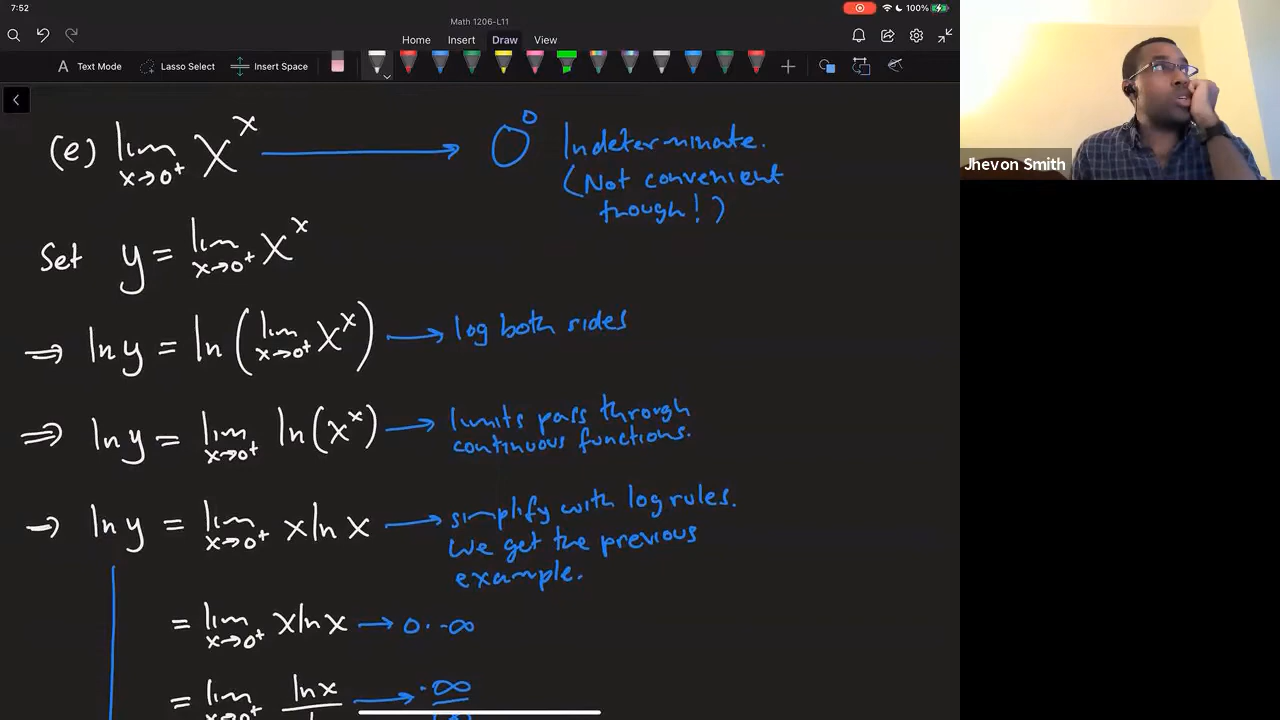 7:52
100%
Math 1206-L11
Home Insert Draw View
Text Mode Lasso Select Insert Space
(e) lim x→0⁺ x^x → 0^0 Indeterminate.
(Not convenient
though!)
Set y = lim x→0⁺ x^x
⇒ ln y = ln (lim x→0⁺ x^x) → log both sides
⇒ ln y = lim x→0⁺ ln(x^x) → limits pass through
continuous functions.
→ ln y = lim x→0⁺ x ln x → simplify with log rules.
We get the previous
example.
= lim x→0⁺ x ln x → 0·-∞
= lim x→0⁺ ln x → -∞
Jhevon Smith